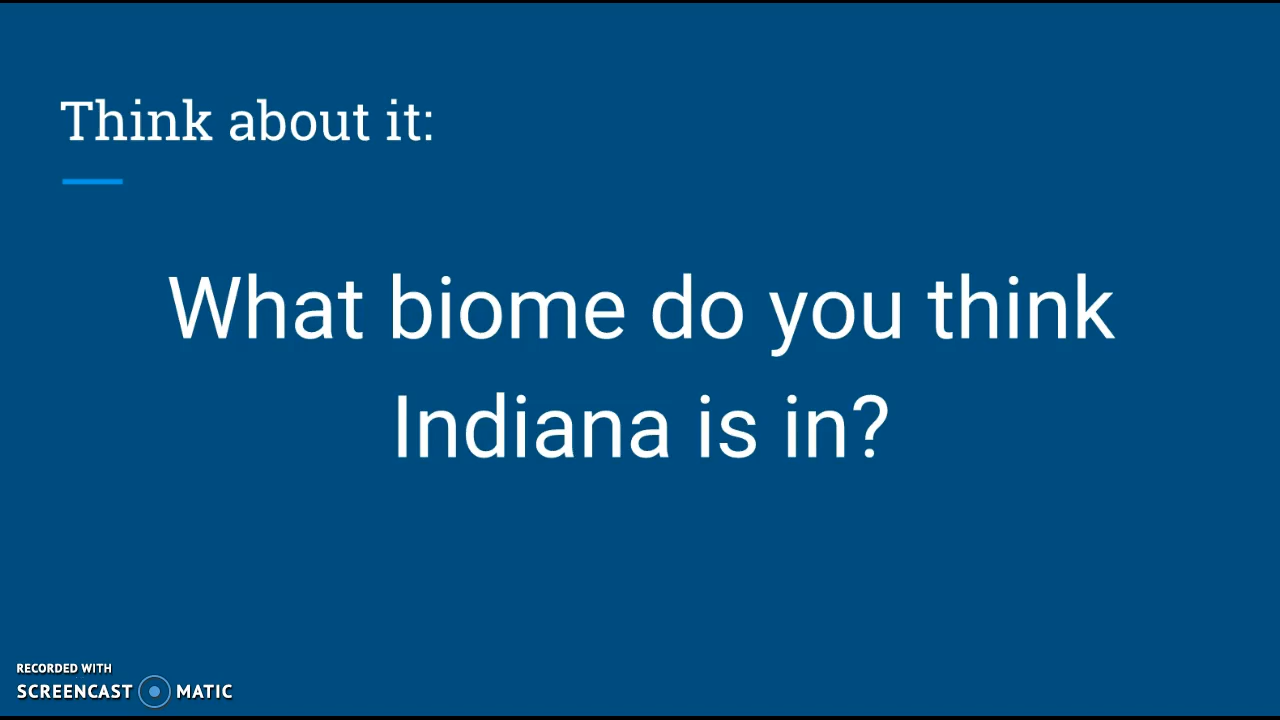 Think about it:
What biome do you think
Indiana is in?
RECORDED WITH
SCREENCAST MATIC